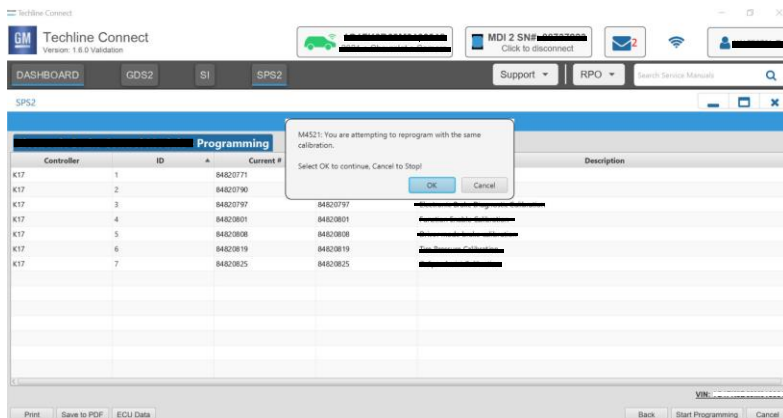 Techline Connect
GM
Techline Connect
Version: 1.6.0 Validation
MDI 2 SN#
Click to disconnect
2
DASHBOARD GDS2 SI SPS2 Support RPO Search Service Manuals
SPS2
Programming
M4521: You are attempting to reprogram with the same calibration.
Select OK to continue, Cancel to Stop!
OK Cancel
Controller ID Current # Description
K17 1 84820771
K17 2 84820790
K17 3 84820797 84820797
K17 4 84820801 84820801
K17 5 84820808 84820808
K17 6 84820819 84820819
K17 7 84820825 84820825
VIN:
Print Save to PDF ECU Data Back Start Programming Cancel